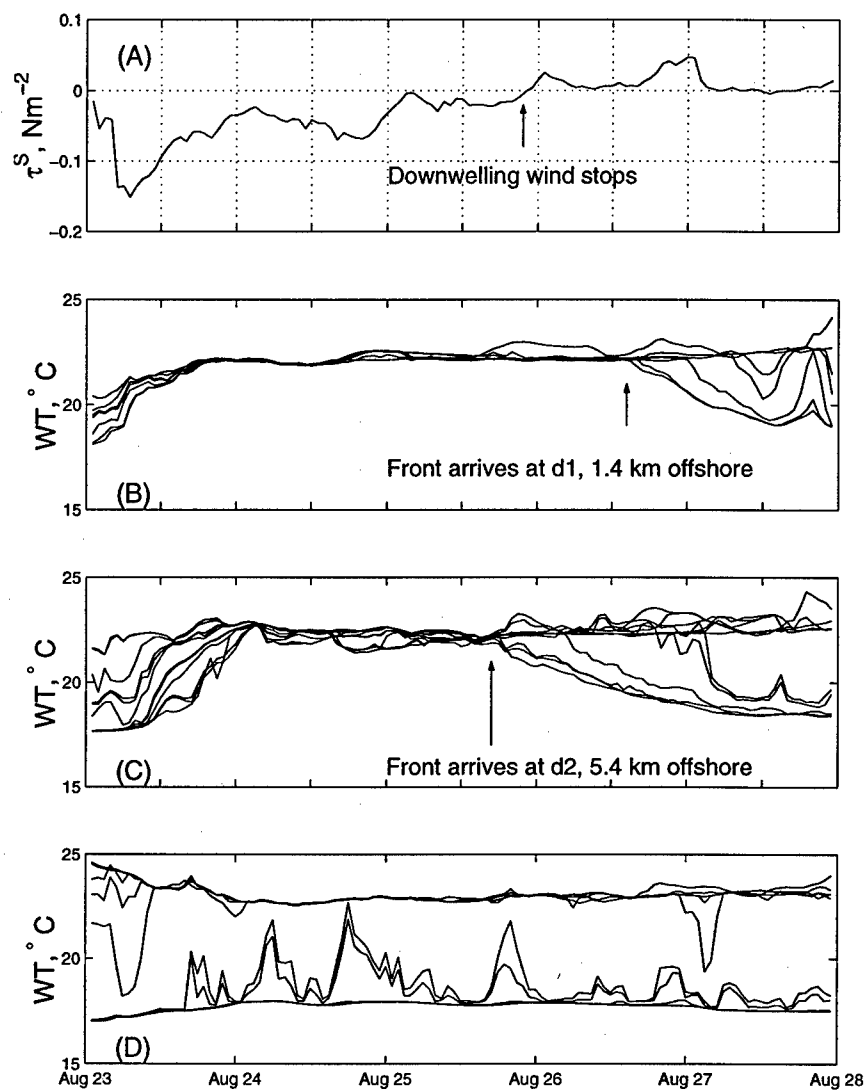 0.1
(A)
0
τˢ, Nm⁻²
−0.1
Downwelling wind stops
−0.2
25
WT,° C
20
Front arrives at d1, 1.4 km offshore
(B)
15
25
WT,° C
20
Front arrives at d2, 5.4 km offshore
(C)
15
25
WT,° C
20
15
(D)
Aug 23 Aug 24 Aug 25 Aug 26 Aug 27 Aug 28